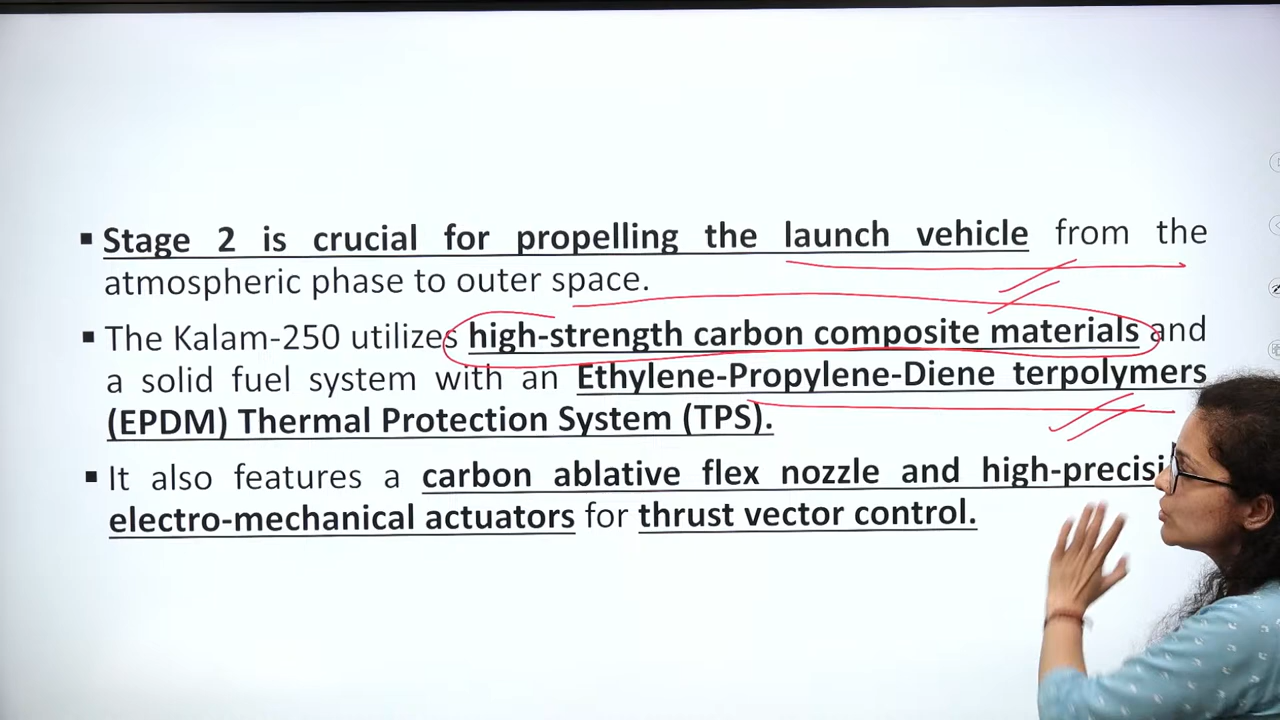 ▪ Stage 2 is crucial for propelling the launch vehicle from the
atmospheric phase to outer space.
▪ The Kalam-250 utilizes high-strength carbon composite materials and
a solid fuel system with an Ethylene-Propylene-Diene terpolymers
(EPDM) Thermal Protection System (TPS).
▪ It also features a carbon ablative flex nozzle and
electro-mechanical actuators for thrust vector control.